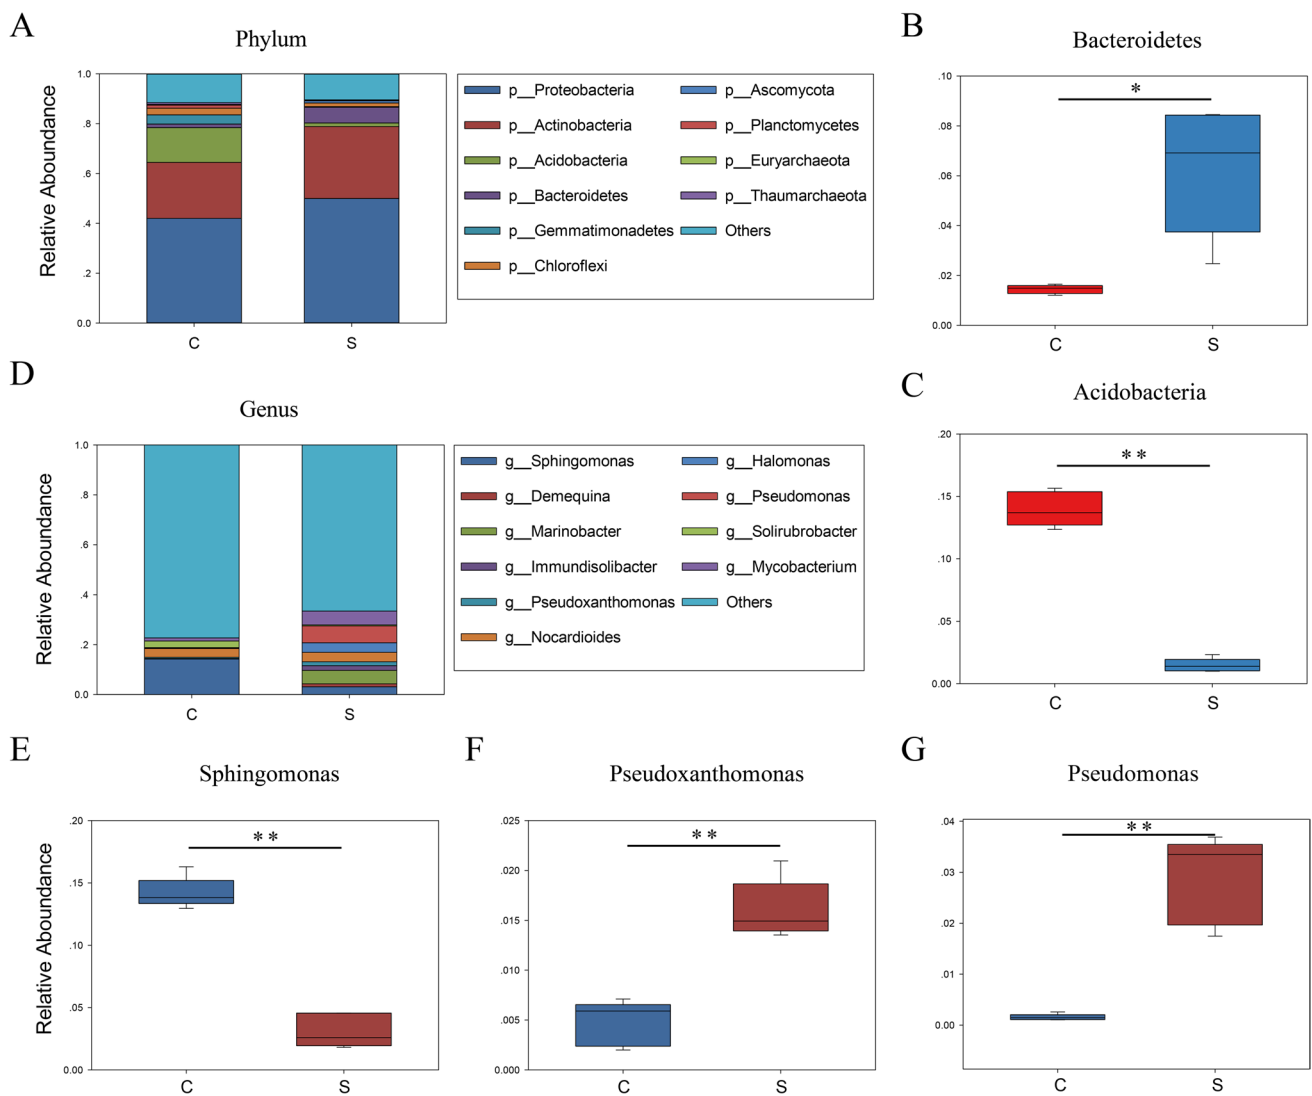 A
Phylum
Relative Aboundance
1.0
.8
.6
.4
.2
0.0
C
S
p__Proteobacteria
p__Actinobacteria
p__Acidobacteria
p__Bacteroidetes
p__Gemmatimonadetes
p__Chloroflexi
p__Ascomycota
p__Planctomycetes
p__Euryarchaeota
p__Thaumarchaeota
Others
B
Bacteroidetes
*
.10
.08
.06
.04
.02
0.00
C
S
D
Genus
Relative Aboundance
1.0
.8
.6
.4
.2
0.0
C
S
g__Sphingomonas
g__Demequina
g__Marinobacter
g__Immundisolibacter
g__Pseudoxanthomonas
g__Nocardioides
g__Halomonas
g__Pseudomonas
g__Solirubrobacter
g__Mycobacterium
Others
C
Acidobacteria
**
.20
.15
.10
.05
0.00
C
S
E
Sphingomonas
Relative Aboundance
**
.20
.15
.10
.05
0.00
C
S
F
Pseudoxanthomonas
**
.025
.020
.015
.010
.005
0.000
C
S
G
Pseudomonas
**
.04
.03
.02
.01
0.00
C
S